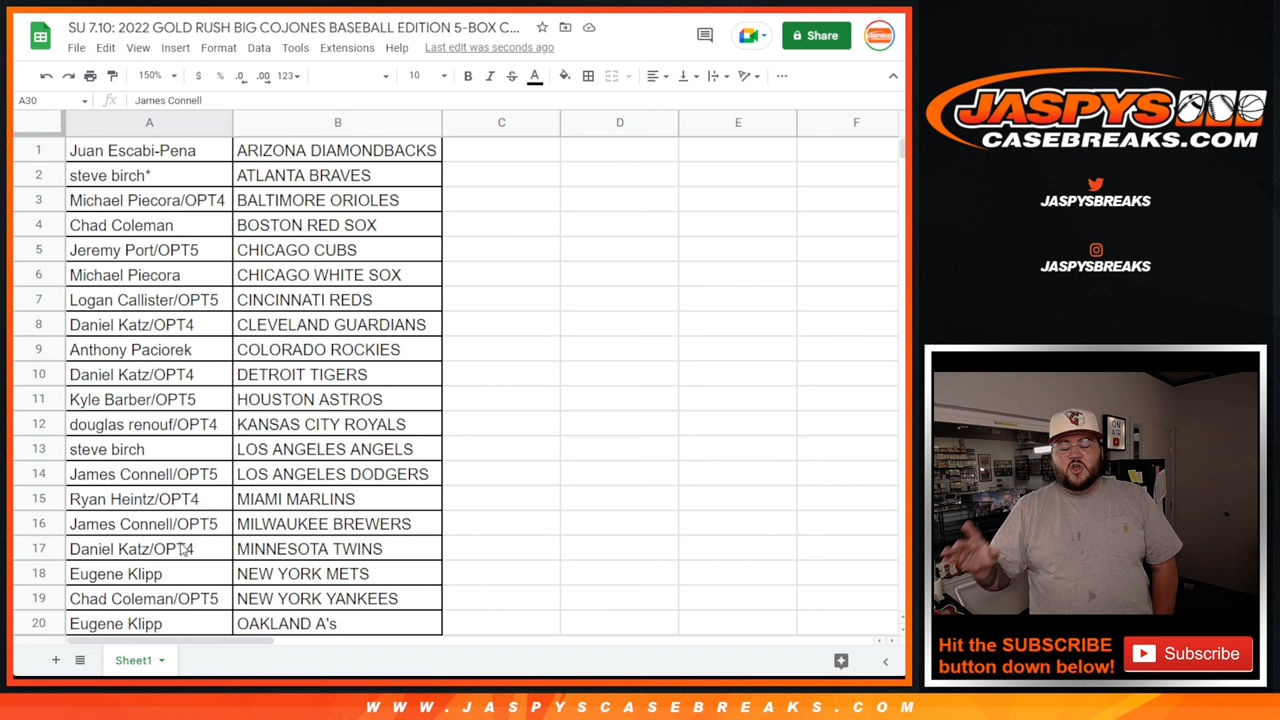 SU 7.10: 2022 GOLD RUSH BIG COJONES BASEBALL EDITION 5-BOX C...
File Edit View Insert Format Data Tools Extensions Help Last edit was seconds ago
Share
150% $ % .0 .00 123 10 B I S A
A30 fx James Connell
A B C D E F
1 Juan Escabi-Pena ARIZONA DIAMONDBACKS
2 steve birch* ATLANTA BRAVES
3 Michael Piecora/OPT4 BALTIMORE ORIOLES
4 Chad Coleman BOSTON RED SOX
5 Jeremy Port/OPT5 CHICAGO CUBS
6 Michael Piecora CHICAGO WHITE SOX
7 Logan Callister/OPT5 CINCINNATI REDS
8 Daniel Katz/OPT4 CLEVELAND GUARDIANS
9 Anthony Paciorek COLORADO ROCKIES
10 Daniel Katz/OPT4 DETROIT TIGERS
11 Kyle Barber/OPT5 HOUSTON ASTROS
12 douglas renouf/OPT4 KANSAS CITY ROYALS
13 steve birch LOS ANGELES ANGELS
14 James Connell/OPT5 LOS ANGELES DODGERS
15 Ryan Heintz/OPT4 MIAMI MARLINS
16 James Connell/OPT5 MILWAUKEE BREWERS
17 Daniel Katz/OPT4 MINNESOTA TWINS
18 Eugene Klipp NEW YORK METS
19 Chad Coleman/OPT5 NEW YORK YANKEES
20 Eugene Klipp OAKLAND A's
Sheet1
JASPYS
CASEBREAKS.COM
JASPYSBREAKS
JASPYSBREAKS
ON
AIR
Hit the SUBSCRIBE
button down below!
Subscribe
WWW.JASPYSCASEBREAKS.COM